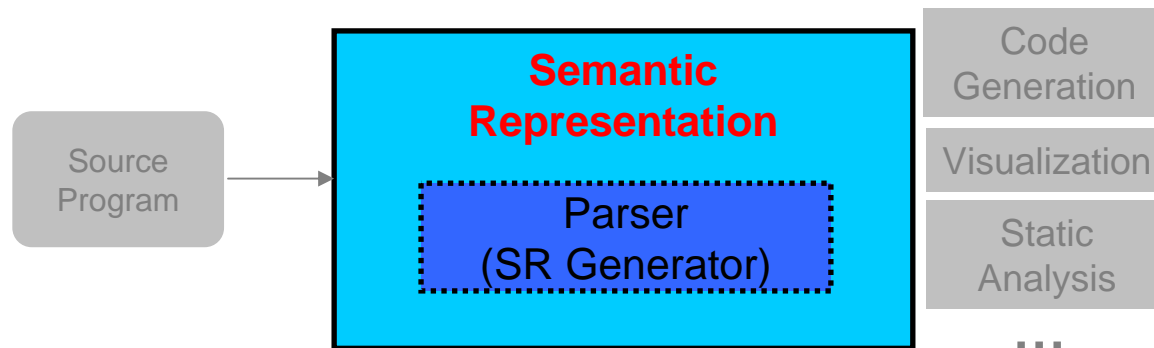 Source
Program
Semantic
Representation
Parser
(SR Generator)
Code
Generation
Visualization
Static
Analysis
...